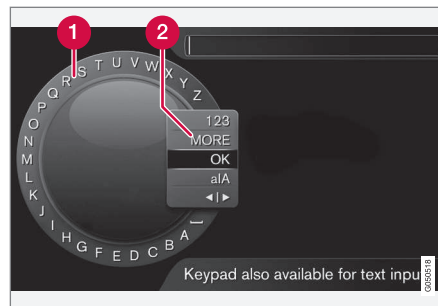 1
2
A B C D E F G H I J K L M N O P Q R S T U V W X Y Z
123
MORE
OK
a|A
◄|►
Keypad also available for text inpu
G050518